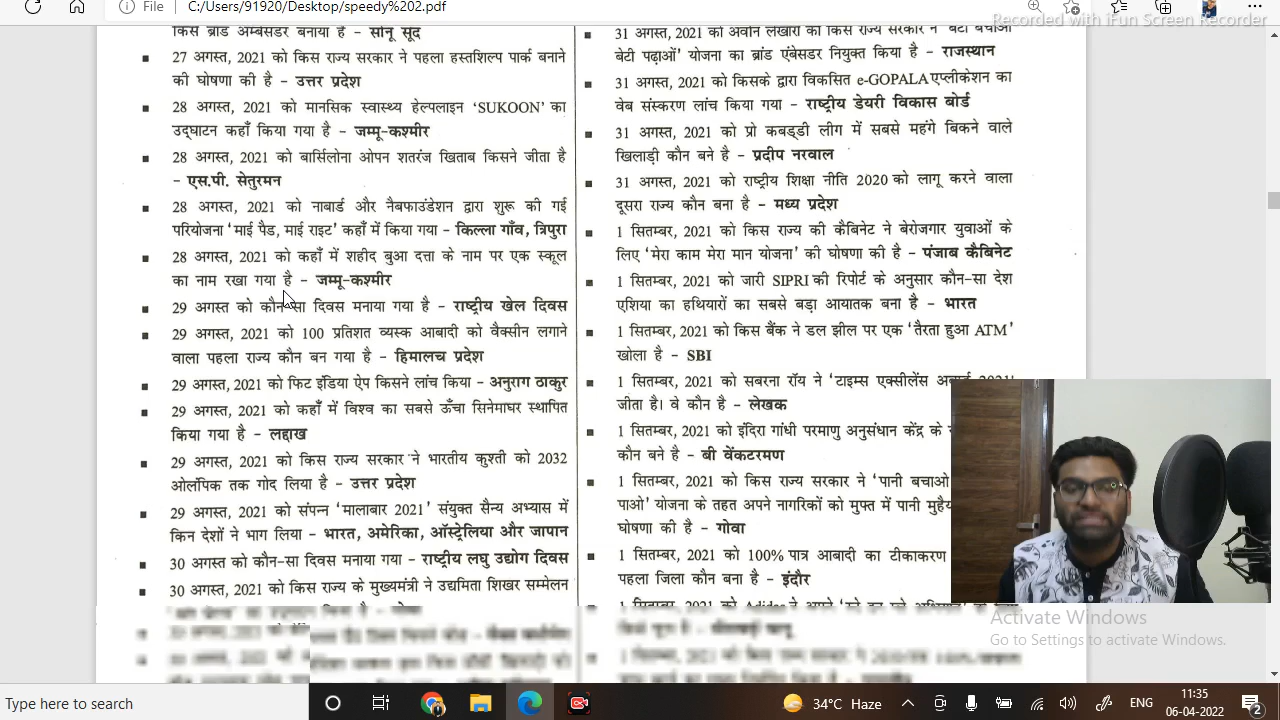 File
C:/Users/91920/Desktop/speedy%202.pdf
Recorded with iFun Screen Recorder
किस ब्रांड अम्बेसडर बनाया है – सोनू सूद
27 अगस्त, 2021 को किस राज्य सरकार ने पहला हस्तशिल्प पार्क बनाने
की घोषणा की है – उत्तर प्रदेश
28 अगस्त, 2021 को मानसिक स्वास्थ्य हेल्पलाइन ‘SUKOON’ का
उद्घाटन कहाँ किया गया है – जम्मू-कश्मीर
28 अगस्त, 2021 को बार्सिलोना ओपन शतरंज खिताब किसने जीता है
– एस.पी. सेतुरमन
28 अगस्त, 2021 को नाबार्ड और नैबफाउंडेशन द्वारा शुरू की गई
परियोजना ‘माई पैड, माई राइट’ कहाँ में किया गया – किल्ला गाँव, त्रिपुरा
28 अगस्त, 2021 को कहाँ में शहीद बुआ दत्ता के नाम पर एक स्कूल
का नाम रखा गया है – जम्मू-कश्मीर
29 अगस्त को कौन-सा दिवस मनाया गया है – राष्ट्रीय खेल दिवस
29 अगस्त, 2021 को 100 प्रतिशत व्यस्क आबादी को वैक्सीन लगाने
वाला पहला राज्य कौन बन गया है – हिमालच प्रदेश
29 अगस्त, 2021 को फिट इंडिया ऐप किसने लांच किया – अनुराग ठाकुर
29 अगस्त, 2021 को कहाँ में विश्व का सबसे ऊँचा सिनेमाघर स्थापित
किया गया है – लद्दाख
29 अगस्त, 2021 को किस राज्य सरकार ने भारतीय कुश्ती को 2032
ओलंपिक तक गोद लिया है – उत्तर प्रदेश
29 अगस्त, 2021 को संपन्न ‘मालाबार 2021’ संयुक्त सैन्य अभ्यास में
किन देशों ने भाग लिया – भारत, अमेरिका, ऑस्ट्रेलिया और जापान
30 अगस्त को कौन-सा दिवस मनाया गया – राष्ट्रीय लघु उद्योग दिवस
30 अगस्त, 2021 को किस राज्य के मुख्यमंत्री ने उद्यमिता शिखर सम्मेलन
31 अगस्त, 2021 को अवनि लेखारा को किस राज्य सरकार ने ‘बेटी बचाओ
बेटी पढ़ाओं’ योजना का ब्रांड एंबेसडर नियुक्त किया है – राजस्थान
31 अगस्त, 2021 को किसके द्वारा विकसित e-GOPALA एप्लीकेशन का
वेब संस्करण लांच किया गया – राष्ट्रीय डेयरी विकास बोर्ड
31 अगस्त, 2021 को प्रो कबड्डी लीग में सबसे महंगे बिकने वाले
खिलाड़ी कौन बने है – प्रदीप नरवाल
31 अगस्त, 2021 को राष्ट्रीय शिक्षा नीति 2020 को लागू करने वाला
दूसरा राज्य कौन बना है – मध्य प्रदेश
1 सितम्बर, 2021 को किस राज्य की कैबिनेट ने बेरोजगार युवाओं के
लिए ‘मेरा काम मेरा मान योजना’ की घोषणा की है – पंजाब कैबिनेट
1 सितम्बर, 2021 को जारी SIPRI की रिपोर्ट के अनुसार कौन-सा देश
एशिया का हथियारों का सबसे बड़ा आयातक बना है – भारत
1 सितम्बर, 2021 को किस बैंक ने डल झील पर एक ‘तैरता हुआ ATM’
खोला है – SBI
1 सितम्बर, 2021 को सबरना रॉय ने ‘टाइम्स एक्सीलेंस अवार्ड 2021’
जीता है। वे कौन है – लेखक
1 सितम्बर, 2021 को इंदिरा गांधी परमाणु अनुसंधान केंद्र के
कौन बने है – बी वेंकटरमण
1 सितम्बर, 2021 को किस राज्य सरकार ने ‘पानी बचाओ
पाओ’ योजना के तहत अपने नागरिकों को मुफ्त में पानी
घोषणा की है – गोवा
1 सितम्बर, 2021 को 100% पात्र आबादी का टीकाकरण
पहला जिला कौन बना है – इंदौर
1 सितम्बर, 2021 को Adidas ने अपने
Activate Windows
Go to Settings to activate Windows.
Type here to search
34°C Haze
ENG
11:35
06-04-2022
2